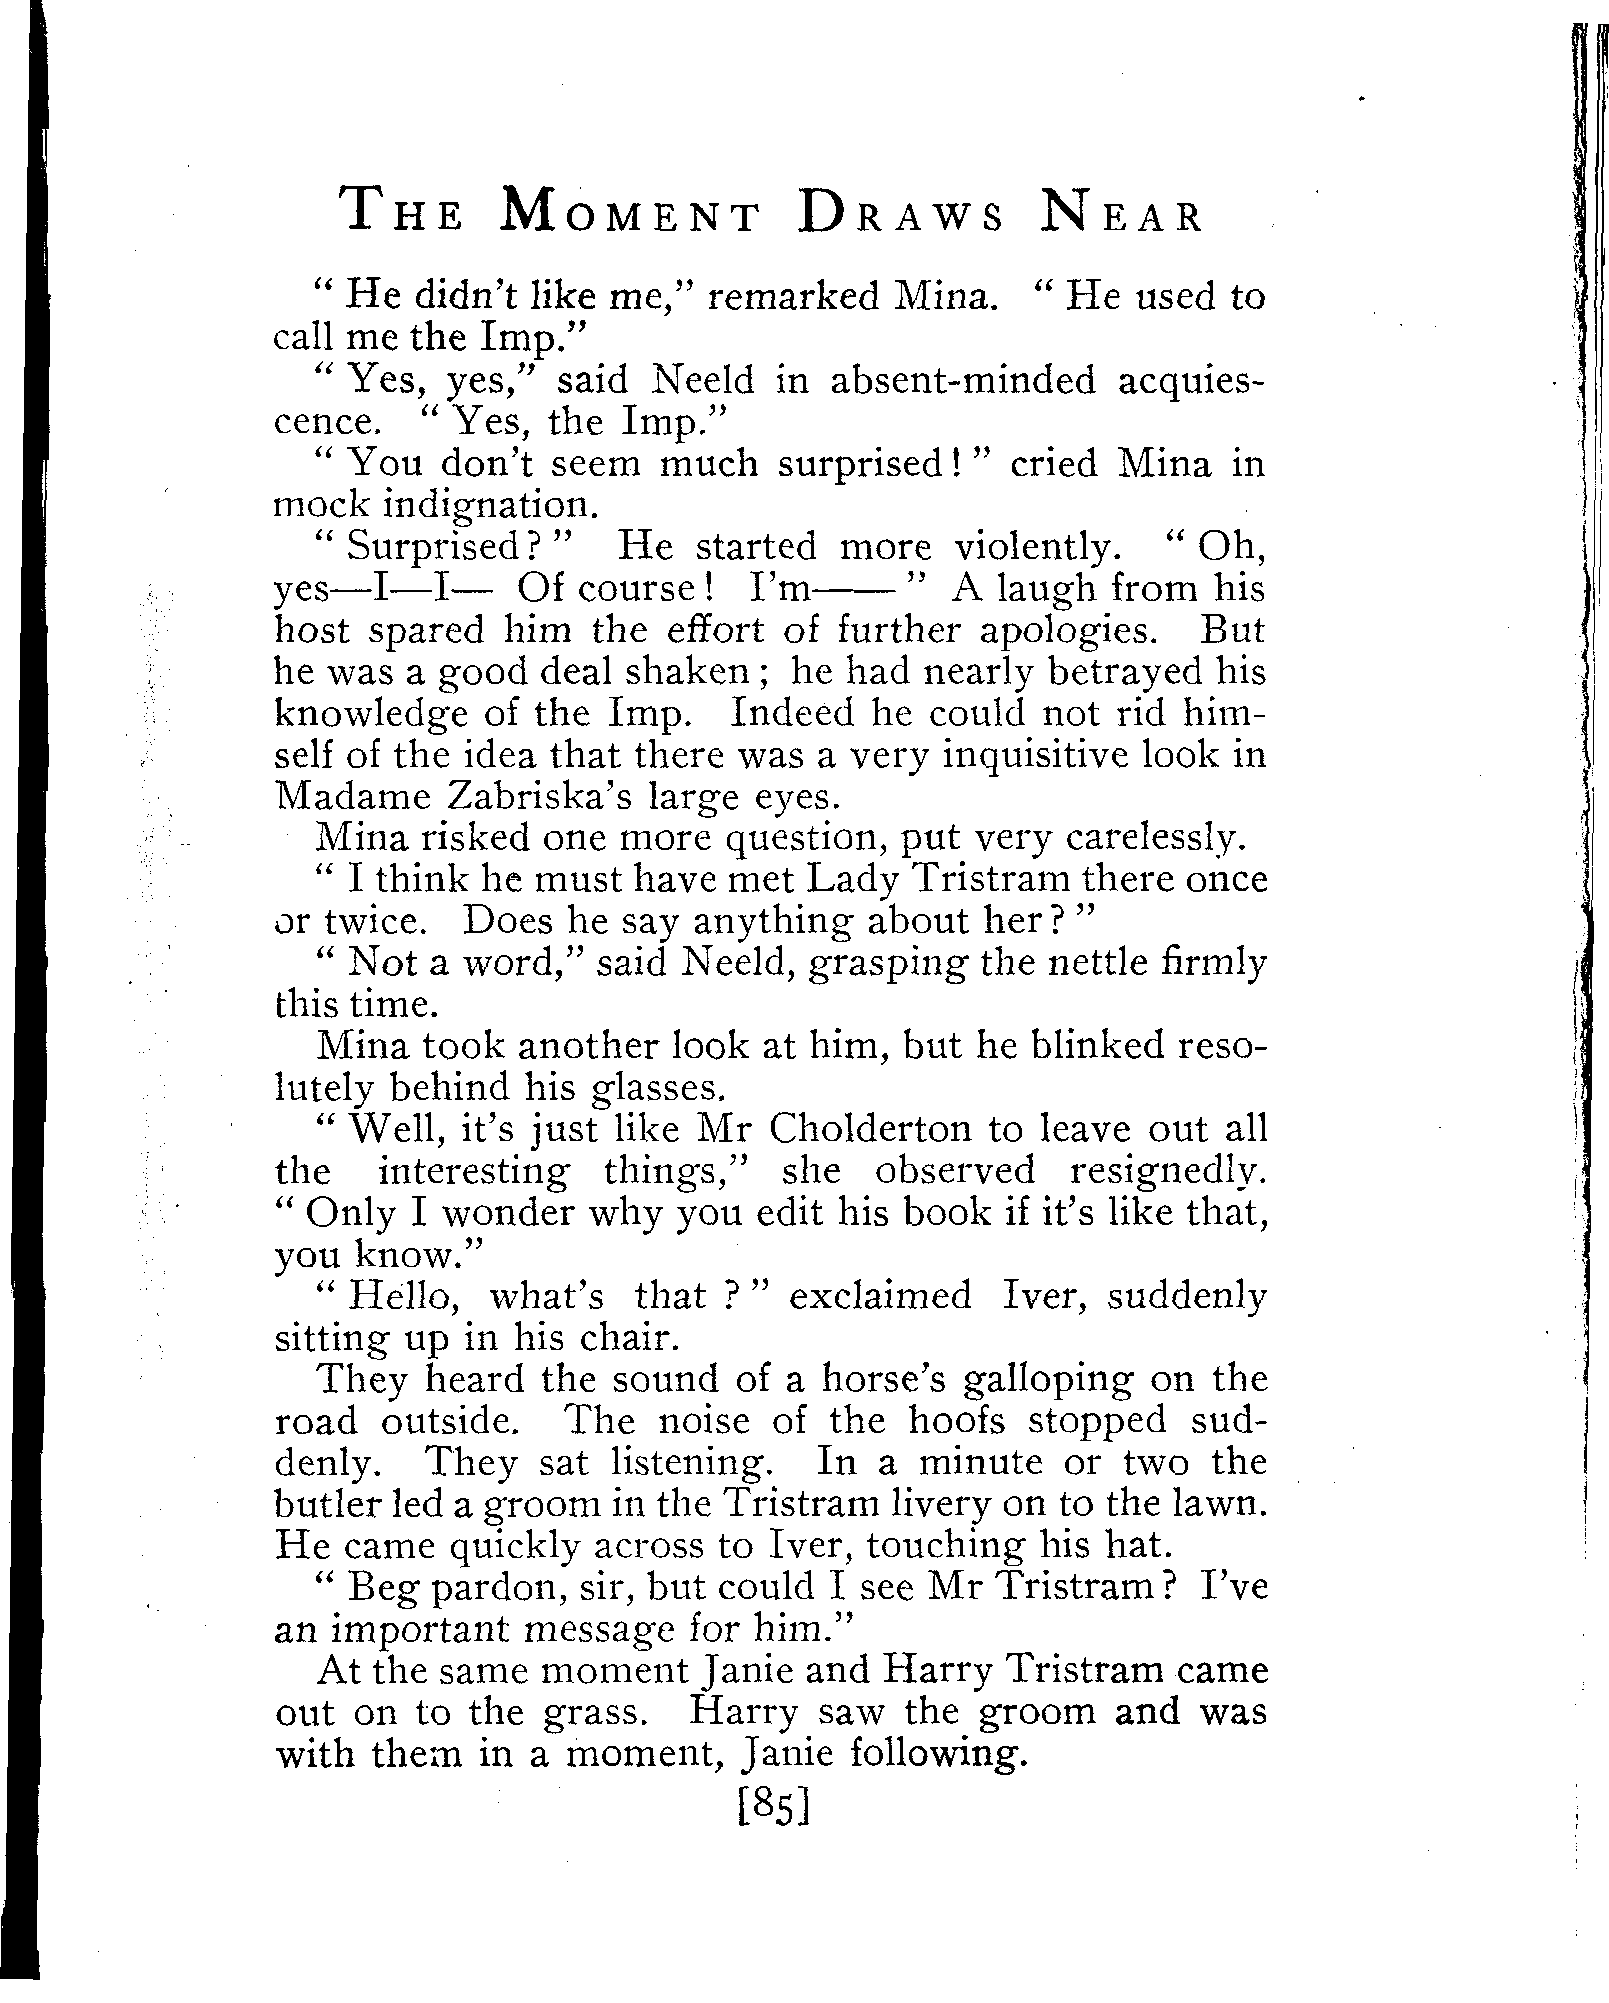 The Moment Draws Near
“ He didn't like me,” remarked Mina. “ He used to
call me the Imp.”
“ Yes, yes,” said Neeld in absent-minded acquies-
cence. “ Yes, the Imp.”
“ You don't seem much surprised! ” cried Mina in
mock indignation.
“ Surprised? ” He started more violently. “ Oh,
yes—I—I— Of course! I'm—— ” A laugh from his
host spared him the effort of further apologies. But
he was a good deal shaken; he had nearly betrayed his
knowledge of the Imp. Indeed he could not rid him-
self of the idea that there was a very inquisitive look in
Madame Zabriska's large eyes.
Mina risked one more question, put very carelessly.
“ I think he must have met Lady Tristram there once
or twice. Does he say anything about her? ”
“ Not a word,” said Neeld, grasping the nettle firmly
this time.
Mina took another look at him, but he blinked reso-
lutely behind his glasses.
“ Well, it's just like Mr Cholderton to leave out all
the interesting things,” she observed resignedly.
“ Only I wonder why you edit his book if it's like that,
you know.”
“ Hello, what's that ? ” exclaimed Iver, suddenly
sitting up in his chair.
They heard the sound of a horse's galloping on the
road outside. The noise of the hoofs stopped sud-
denly. They sat listening. In a minute or two the
butler led a groom in the Tristram livery on to the lawn.
He came quickly across to Iver, touching his hat.
“ Beg pardon, sir, but could I see Mr Tristram? I've
an important message for him.”
At the same moment Janie and Harry Tristram came
out on to the grass. Harry saw the groom and was
with them in a moment, Janie following.
[85]